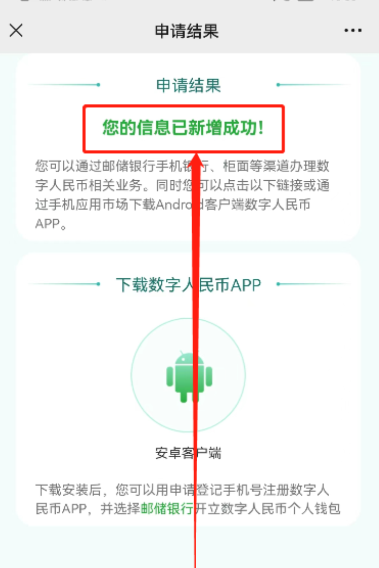 申请结果
申请结果
您的信息已新增成功!
您可以通过邮储银行手机银行、柜面等渠道办理数
字人民币相关业务。同时您可以点击以下链接或通
过手机应用市场下载Android客户端数字人民币
APP。
下载数字人民币APP
安卓客户端
下载安装后，您可以用申请登记手机号注册数字人
民币APP，并选择邮储银行开立数字人民币个人钱包